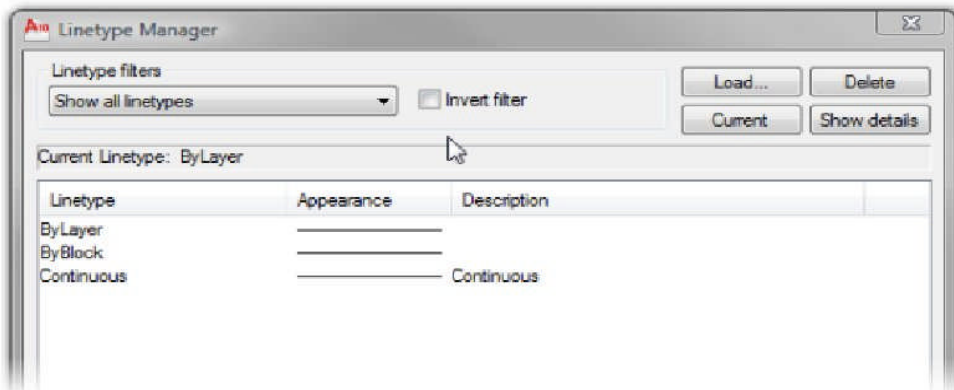 Linetype Manager
Linetype filters
Show all linetypes
Invert filter
Load...
Delete
Current
Show details
Current Linetype: ByLayer
Linetype Appearance Description
ByLayer
ByBlock
Continuous Continuous